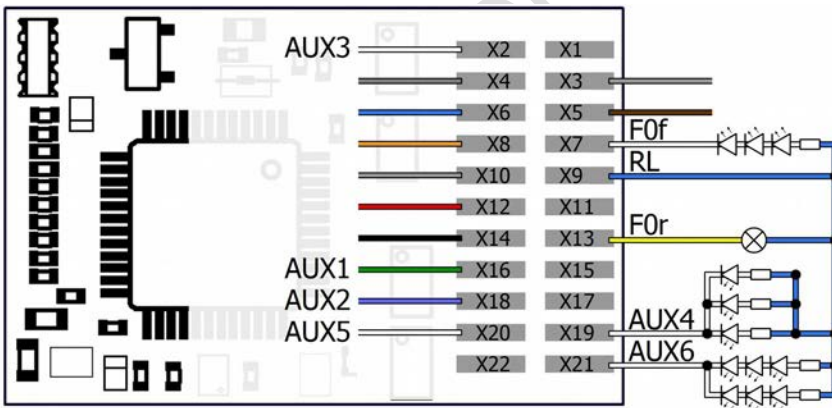 AUX3 X2 X1
X4 X3
X6 X5
X8 X7 F0f
X10 X9 RL
X12 X11
X14 X13 F0r
AUX1 X16 X15
AUX2 X18 X17
AUX5 X20 X19 AUX4
X22 X21 AUX6